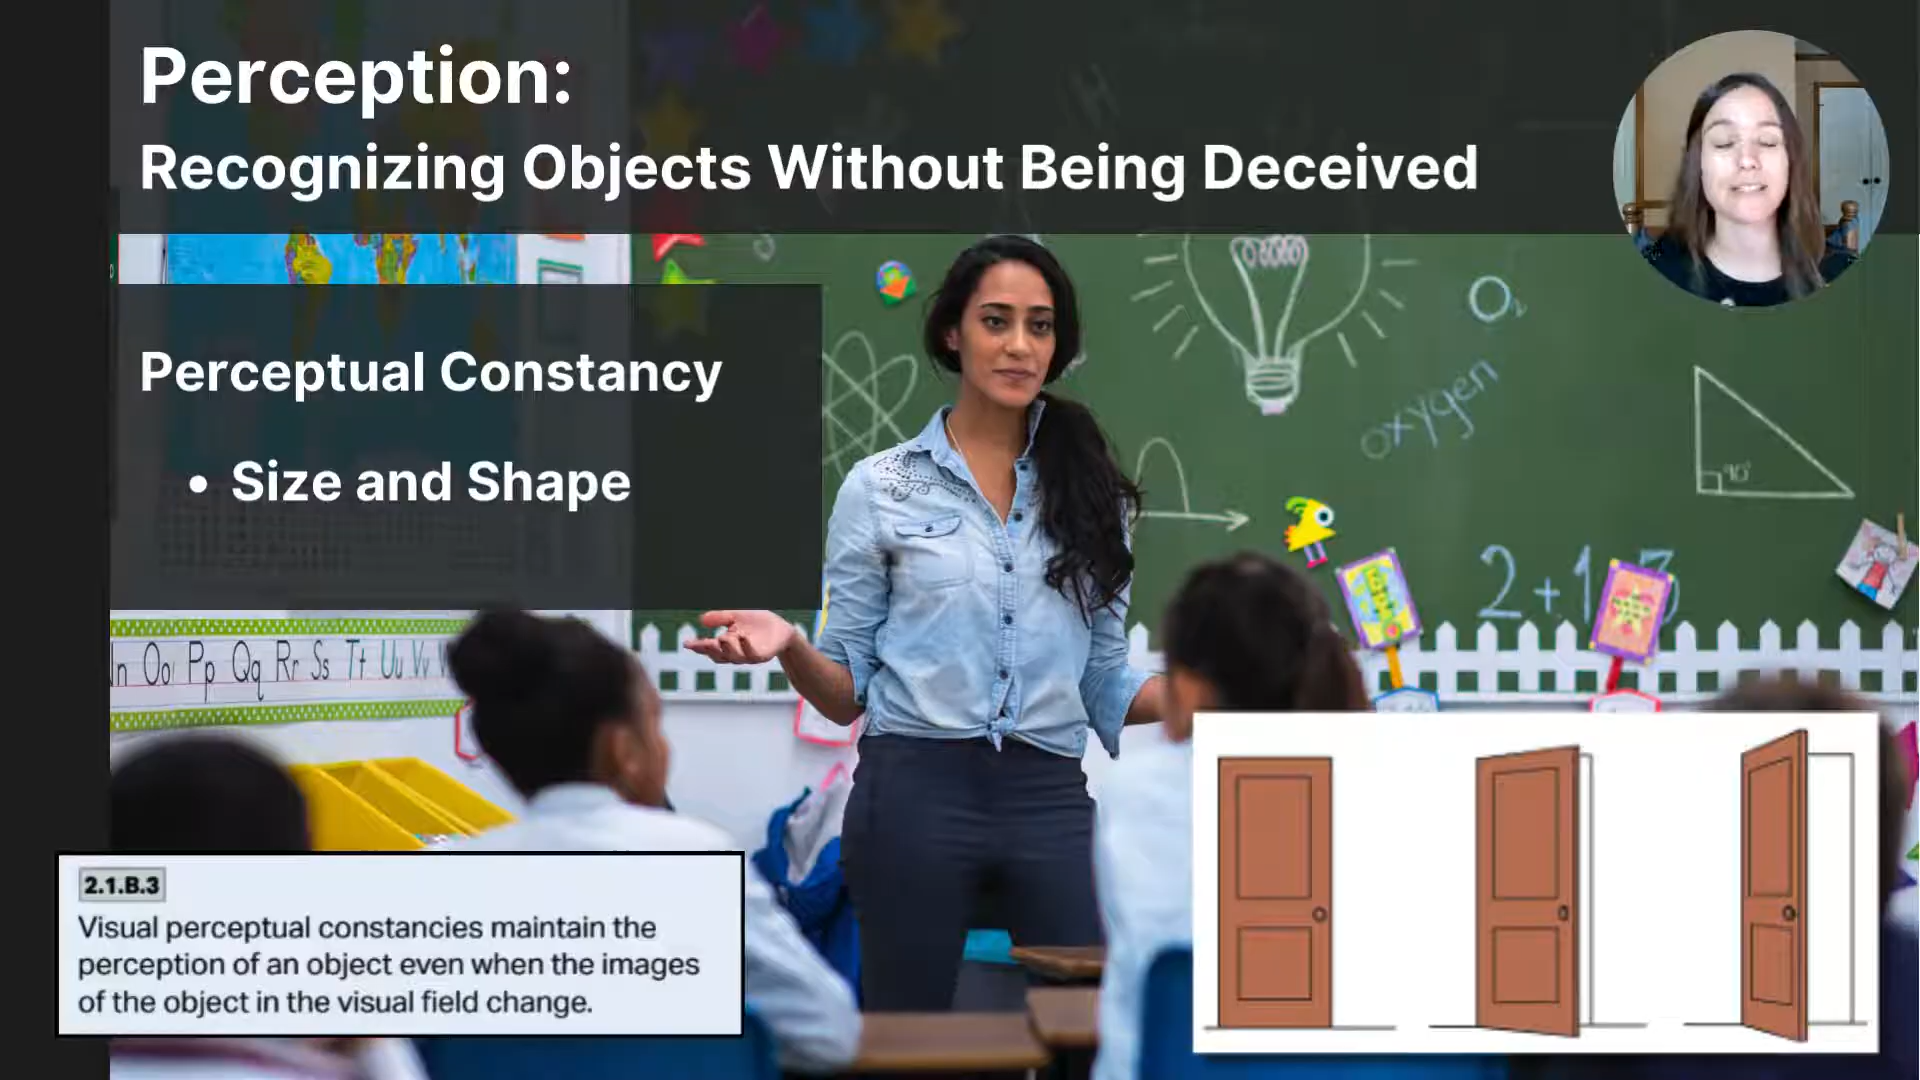 Perception:
Recognizing Objects Without Being Deceived
Perceptual Constancy
• Size and Shape
O₂
oxygen
90°
2+1
3
n Oo Pp Qq Rr Ss Tt Uu Vv
2.1.B.3
Visual perceptual constancies maintain the
perception of an object even when the images
of the object in the visual field change.